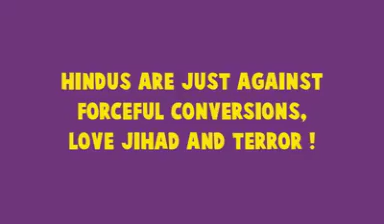 HINDUS ARE JUST AGAINST
FORCEFUL CONVERSIONS,
LOVE JIHAD AND TERROR !